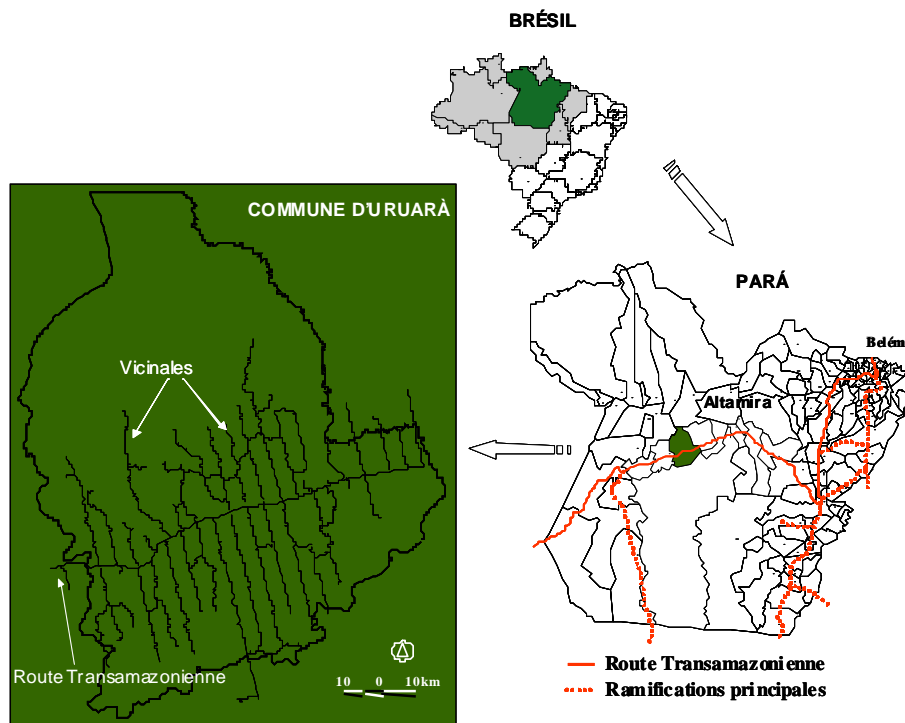 BRÉSIL
COMMUNE D'URUARÀ
PARÁ
Belém
Vicinales
Altamira
Route Transamazonienne
10 0 10km
Route Transamazonienne
Ramifications principales